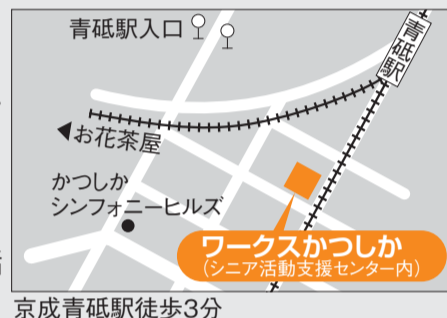 青砥駅入口
青砥駅
◀お花茶屋
かつしか
シンフォニーヒルズ
ワークスかつしか
(シニア活動支援センター内)
京成青砥駅徒歩3分